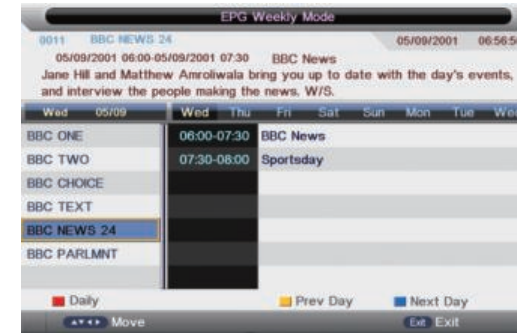 EPG Weekly Mode
0011 BBC NEWS 24 05/09/2001 06:56:5
05/09/2001 06:00-05/09/2001 07:30 BBC News
Jane Hill and Matthew Amroliwala bring you up to date with the day's events,
and interview the people making the news. W/S.
Wed 05/09 Wed Thu Fri Sat Sun Mon Tue We
BBC ONE 06:00-07:30 BBC News
BBC TWO 07:30-08:00 Sportsday
BBC CHOICE
BBC TEXT
BBC NEWS 24
BBC PARLMNT
Daily Prev Day Next Day
Move Exit Exit